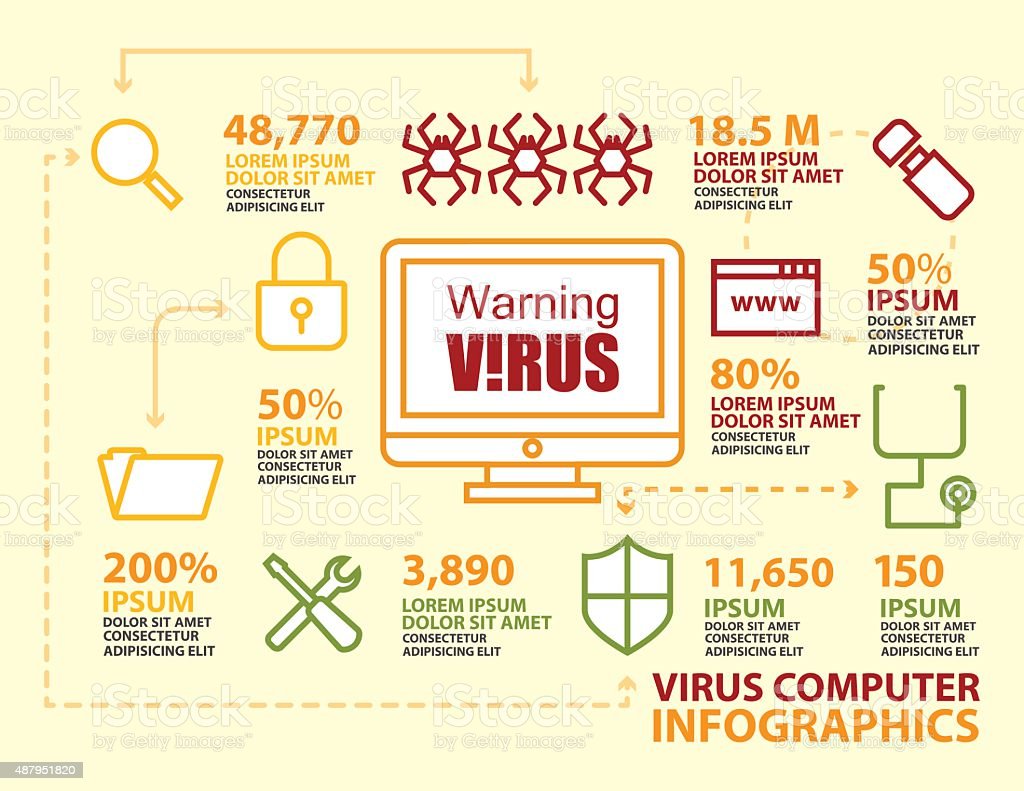 48,770
LOREM IPSUM
DOLOR SIT AMET
CONSECTETUR
ADIPISICING ELIT
18.5 M
LOREM IPSUM
DOLOR SIT AMET
CONSECTETUR
ADIPISICING ELIT
Warning
V!RUS
www
50%
IPSUM
DOLOR SIT AMET
CONSECTETUR
ADIPISICING ELIT
50%
IPSUM
DOLOR SIT AMET
CONSECTETUR
ADIPISICING ELIT
80%
LOREM IPSUM
DOLOR SIT AMET
CONSECTETUR
ADIPISICING ELIT
200%
IPSUM
DOLOR SIT AMET
CONSECTETUR
ADIPISICING ELIT
3,890
LOREM IPSUM
DOLOR SIT AMET
CONSECTETUR
ADIPISICING ELIT
11,650
IPSUM
DOLOR SIT AMET
CONSECTETUR
ADIPISICING ELIT
150
IPSUM
DOLOR SIT AMET
CONSECTETUR
ADIPISICING ELIT
VIRUS COMPUTER
INFOGRAPHICS
iStock
by Getty Images™
487951820